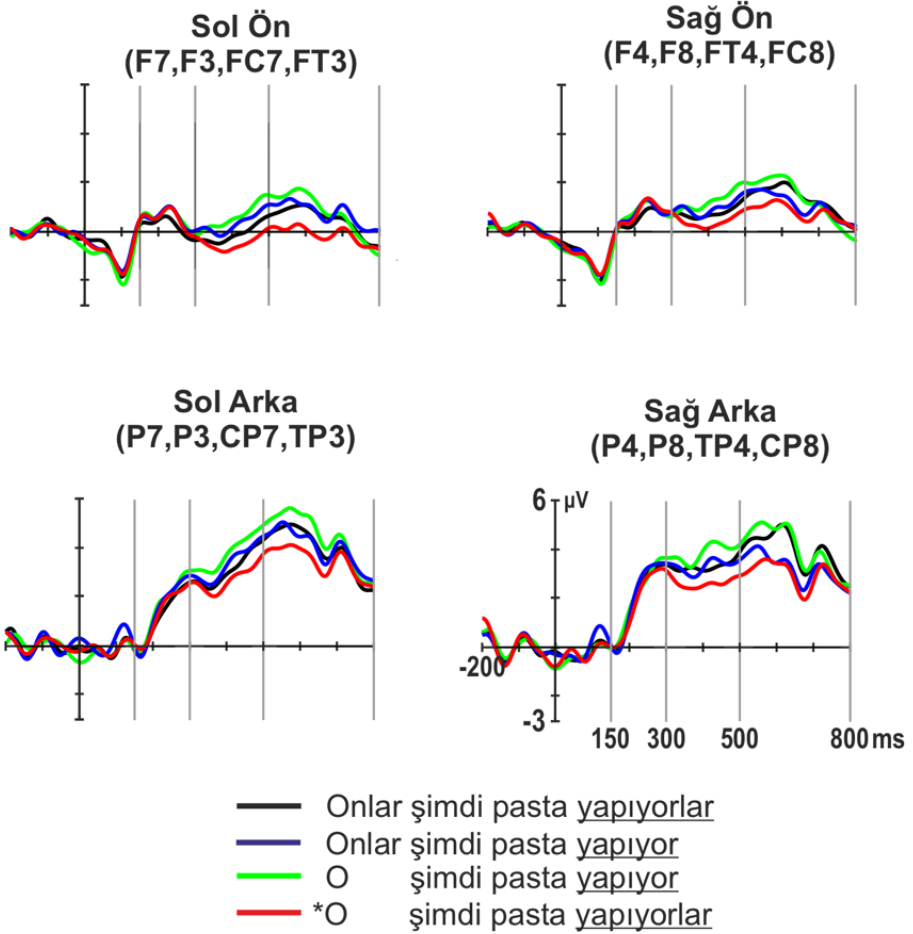 Sol Ön
(F7,F3,FC7,FT3)
Sağ Ön
(F4,F8,FT4,FC8)
Sol Arka
(P7,P3,CP7,TP3)
Sağ Arka
(P4,P8,TP4,CP8)
6 µV
-200
-3
150 300 500 800 ms
Onlar şimdi pasta yapıyorlar
Onlar şimdi pasta yapıyor
O şimdi pasta yapıyor
*O şimdi pasta yapıyorlar